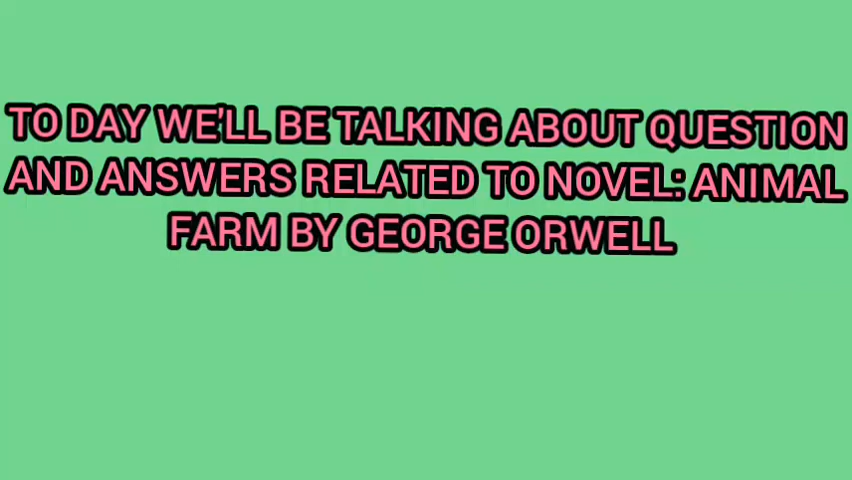 TO DAY WE'LL BE TALKING ABOUT QUESTION
AND ANSWERS RELATED TO NOVEL: ANIMAL
FARM BY GEORGE ORWELL